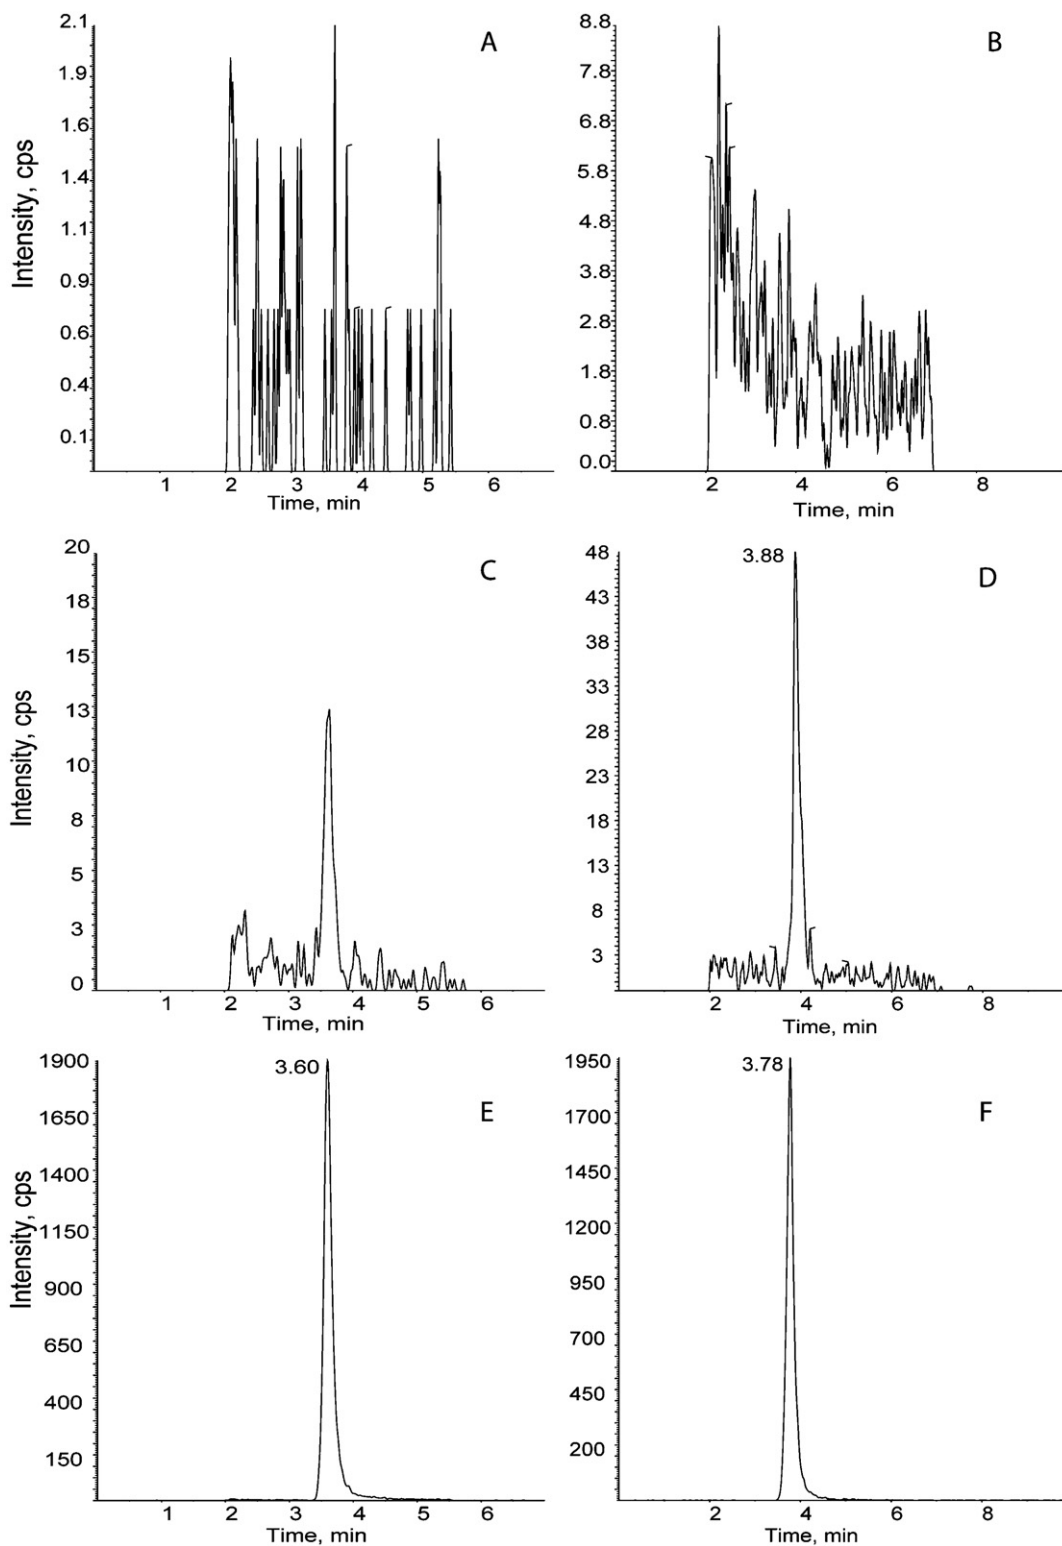 A
Intensity, cps
2.1
1.9
1.6
1.4
1.1
0.9
0.6
0.4
0.1
1 2 3 4 5 6
Time, min
B
8.8
7.8
6.8
5.8
4.8
3.8
2.8
1.8
0.8
0.0
2 4 6 8
Time, min
C
Intensity, cps
20
18
15
13
10
8
5
3
0
1 2 3 4 5 6
Time, min
D
3.88
48
43
38
33
28
23
18
13
8
3
2 4 6 8
Time, min
E
3.60
Intensity, cps
1900
1650
1400
1150
900
650
400
150
1 2 3 4 5 6
Time, min
F
3.78
1950
1700
1450
1200
950
700
450
200
2 4 6 8
Time, min